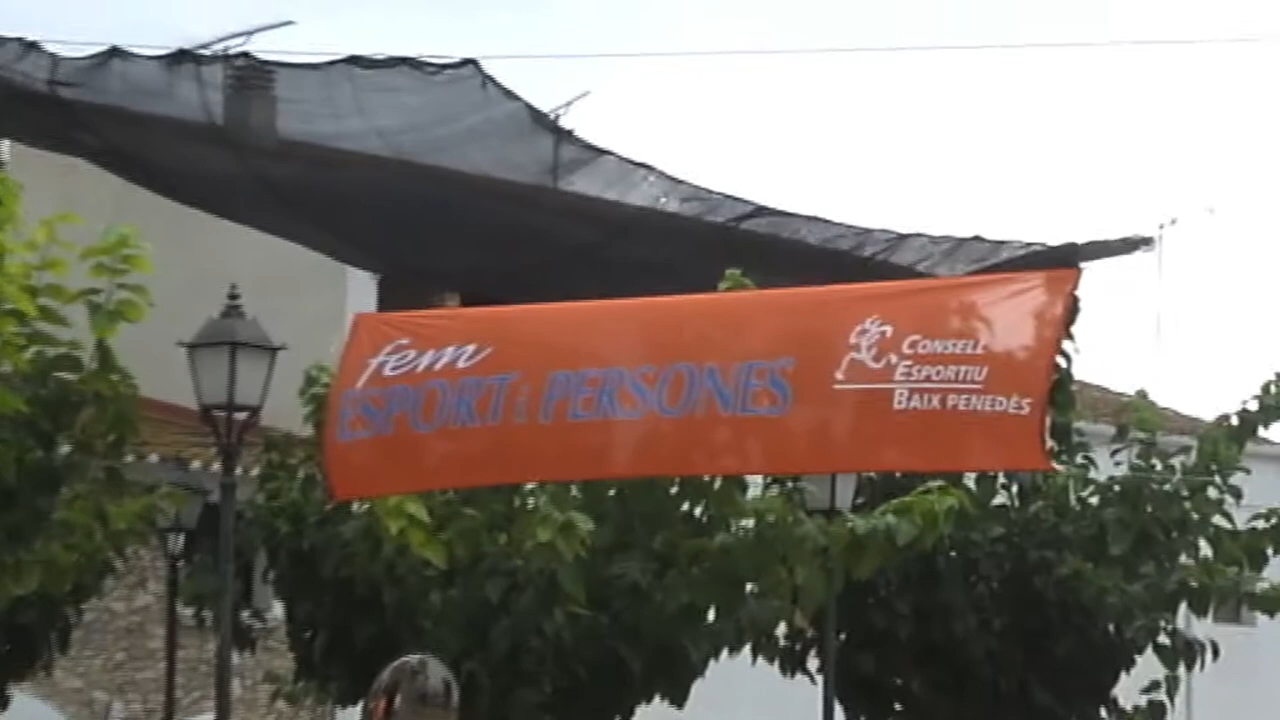 fem
ESPORT i PERSONES
CONSELL
ESPORTIU
BAIX PENEDÈS